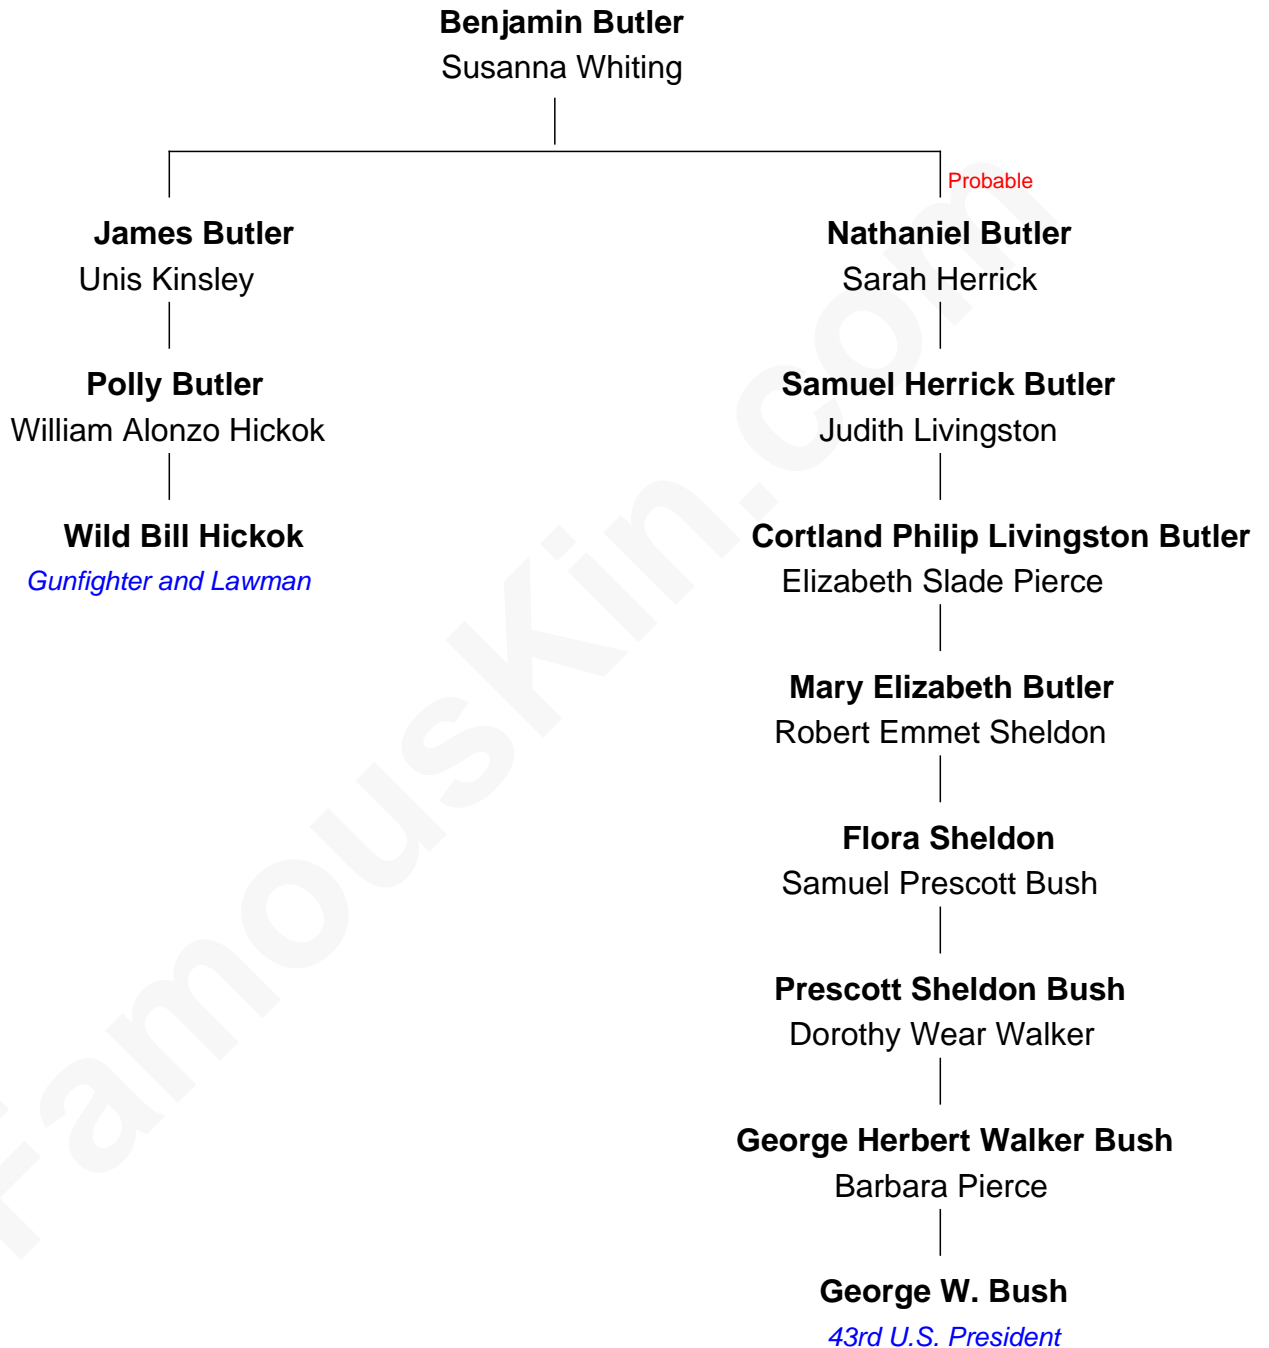 Benjamin Butler
Susanna Whiting
Probable
James Butler
Unis Kinsley
Nathaniel Butler
Sarah Herrick
Polly Butler
William Alonzo Hickok
Samuel Herrick Butler
Judith Livingston
Wild Bill Hickok
Gunfighter and Lawman
Cortland Philip Livingston Butler
Elizabeth Slade Pierce
Mary Elizabeth Butler
Robert Emmet Sheldon
Flora Sheldon
Samuel Prescott Bush
Prescott Sheldon Bush
Dorothy Wear Walker
George Herbert Walker Bush
Barbara Pierce
George W. Bush
43rd U.S. President
FamousKin.com